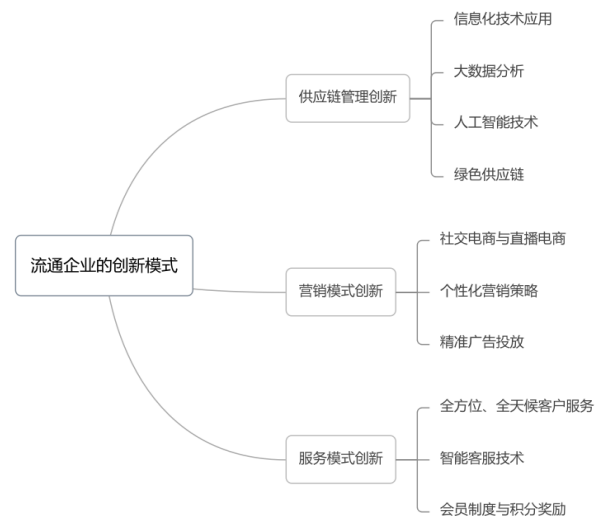 流通企业的创新模式
供应链管理创新
信息化技术应用
大数据分析
人工智能技术
绿色供应链
营销模式创新
社交电商与直播电商
个性化营销策略
精准广告投放
服务模式创新
全方位、全天候客户服务
智能客服技术
会员制度与积分奖励